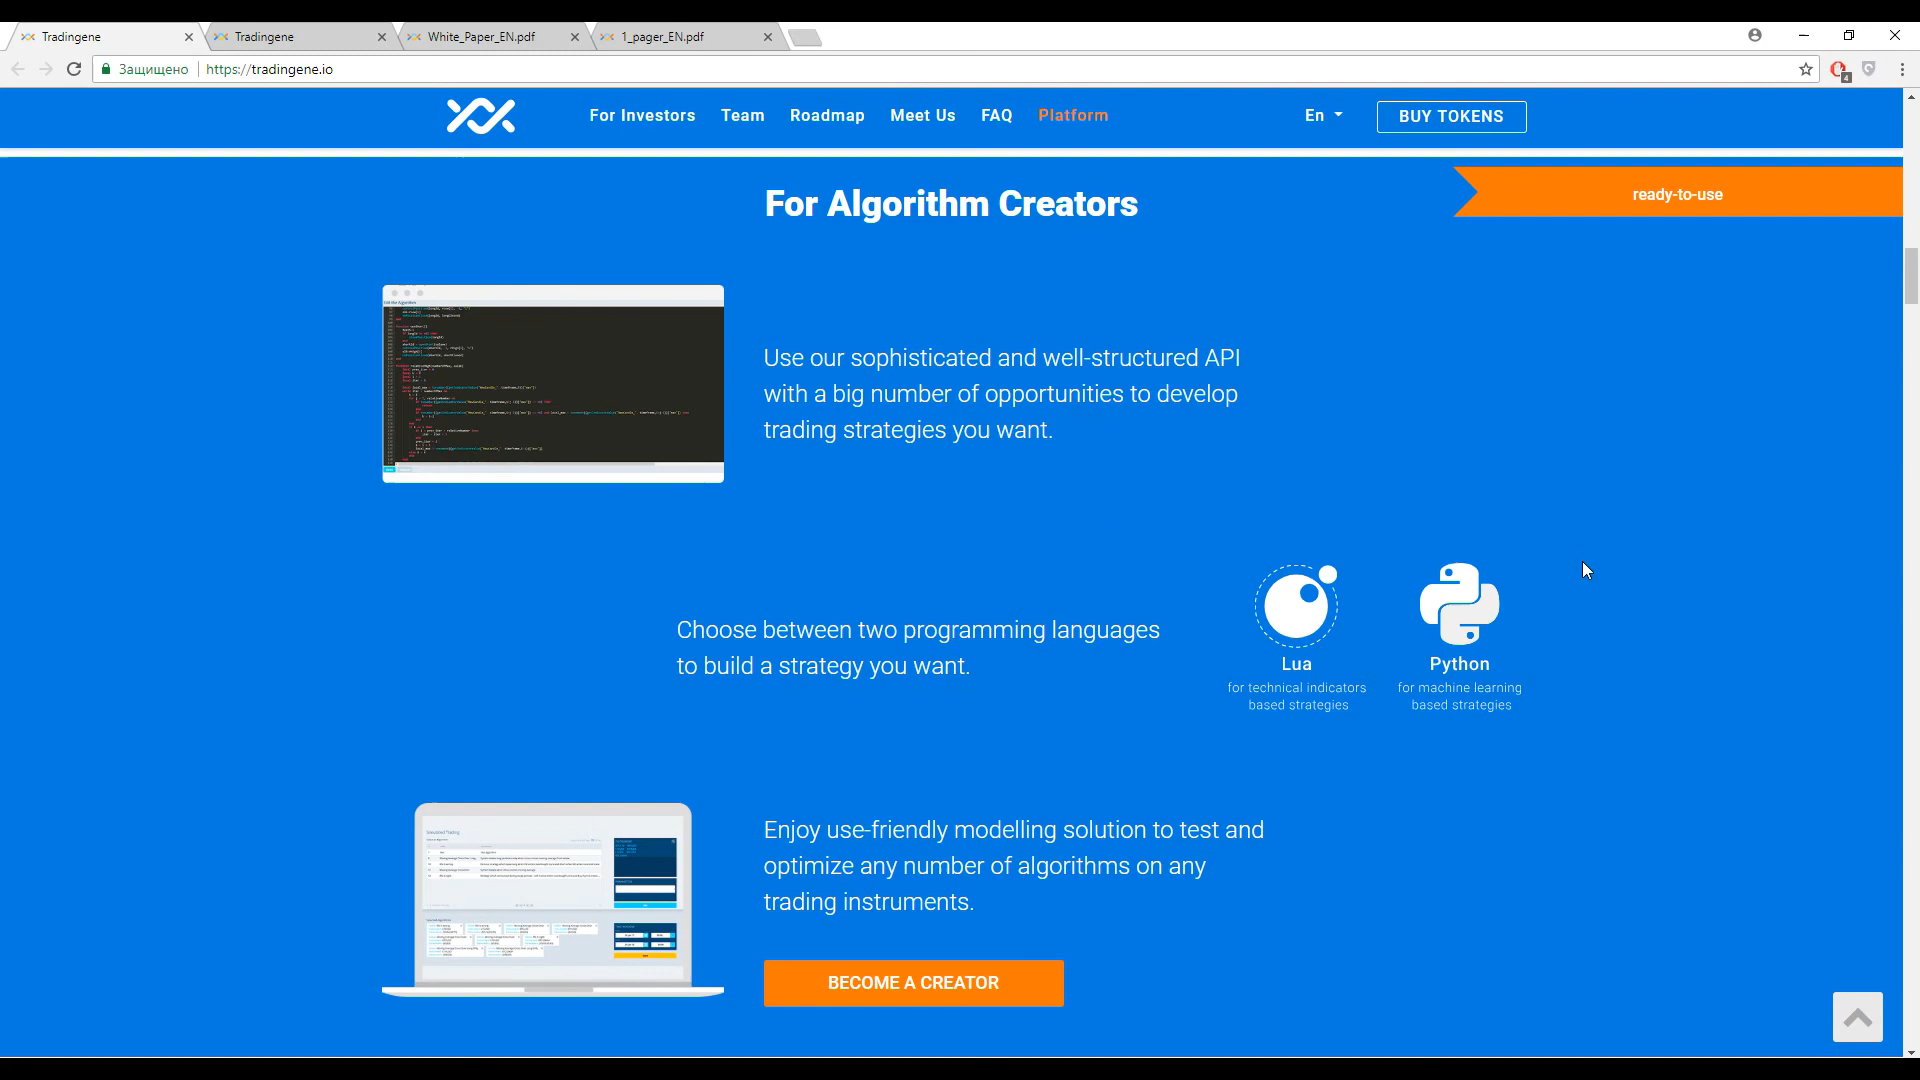 Tradingene
Tradingene
White_Paper_EN.pdf
1_pager_EN.pdf
Защищено
https://tradingene.io
4
For Investors
Team
Roadmap
Meet Us
FAQ
Platform
En
BUY TOKENS
For Algorithm Creators
ready-to-use
Use our sophisticated and well-structured API
with a big number of opportunities to develop
trading strategies you want.
Choose between two programming languages
to build a strategy you want.
Lua
for technical indicators
based strategies
Python
for machine learning
based strategies
Enjoy use-friendly modelling solution to test and
optimize any number of algorithms on any
trading instruments.
BECOME A CREATOR